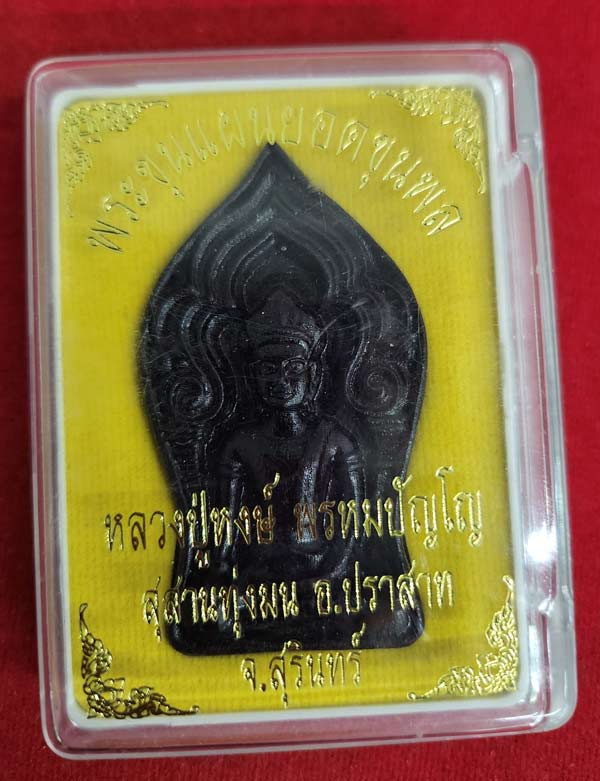 พระขุนแผนยอดขุนพล
หลวงปู่หงษ์ พรหมปัญโญ
สุสานทุ่งมน อ.ปราสาท
จ.สุรินทร์